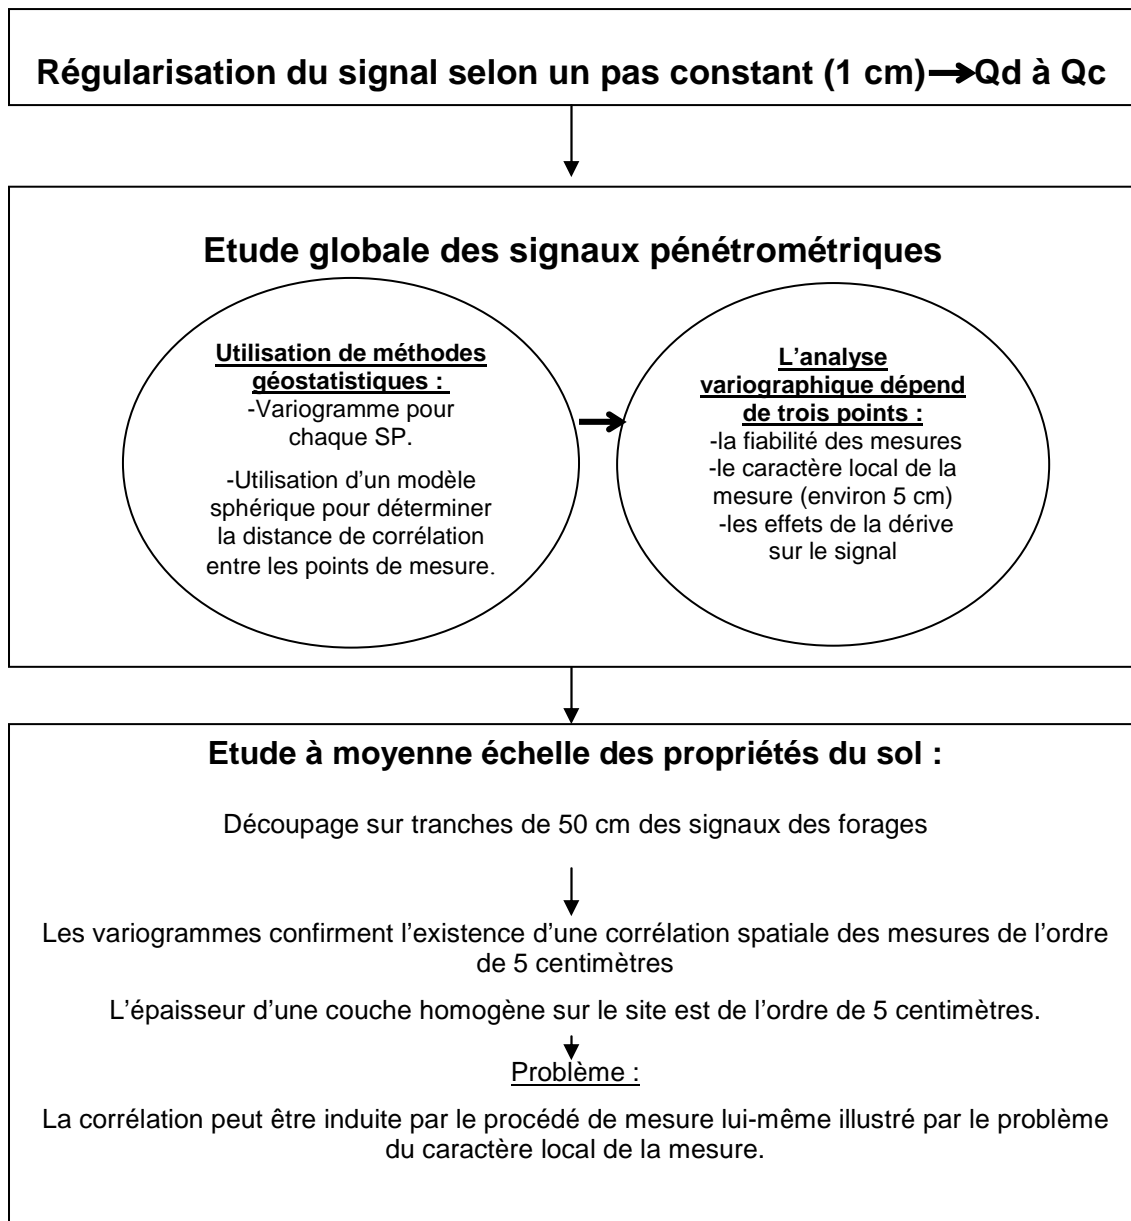 Régularisation du signal selon un pas constant (1 cm)→Qd à Qc
Etude globale des signaux pénétrométriques
Utilisation de méthodes
géostatistiques :
-Variogramme pour
chaque SP.
-Utilisation d’un modèle
sphérique pour déterminer
la distance de corrélation
entre les points de mesure.
L’analyse
variographique dépend
de trois points :
-la fiabilité des mesures
-le caractère local de la
mesure (environ 5 cm)
-les effets de la dérive
sur le signal
Etude à moyenne échelle des propriétés du sol :
Découpage sur tranches de 50 cm des signaux des forages
Les variogrammes confirment l’existence d’une corrélation spatiale des mesures de l’ordre
de 5 centimètres
L’épaisseur d’une couche homogène sur le site est de l’ordre de 5 centimètres.
Problème :
La corrélation peut être induite par le procédé de mesure lui-même illustré par le problème
du caractère local de la mesure.